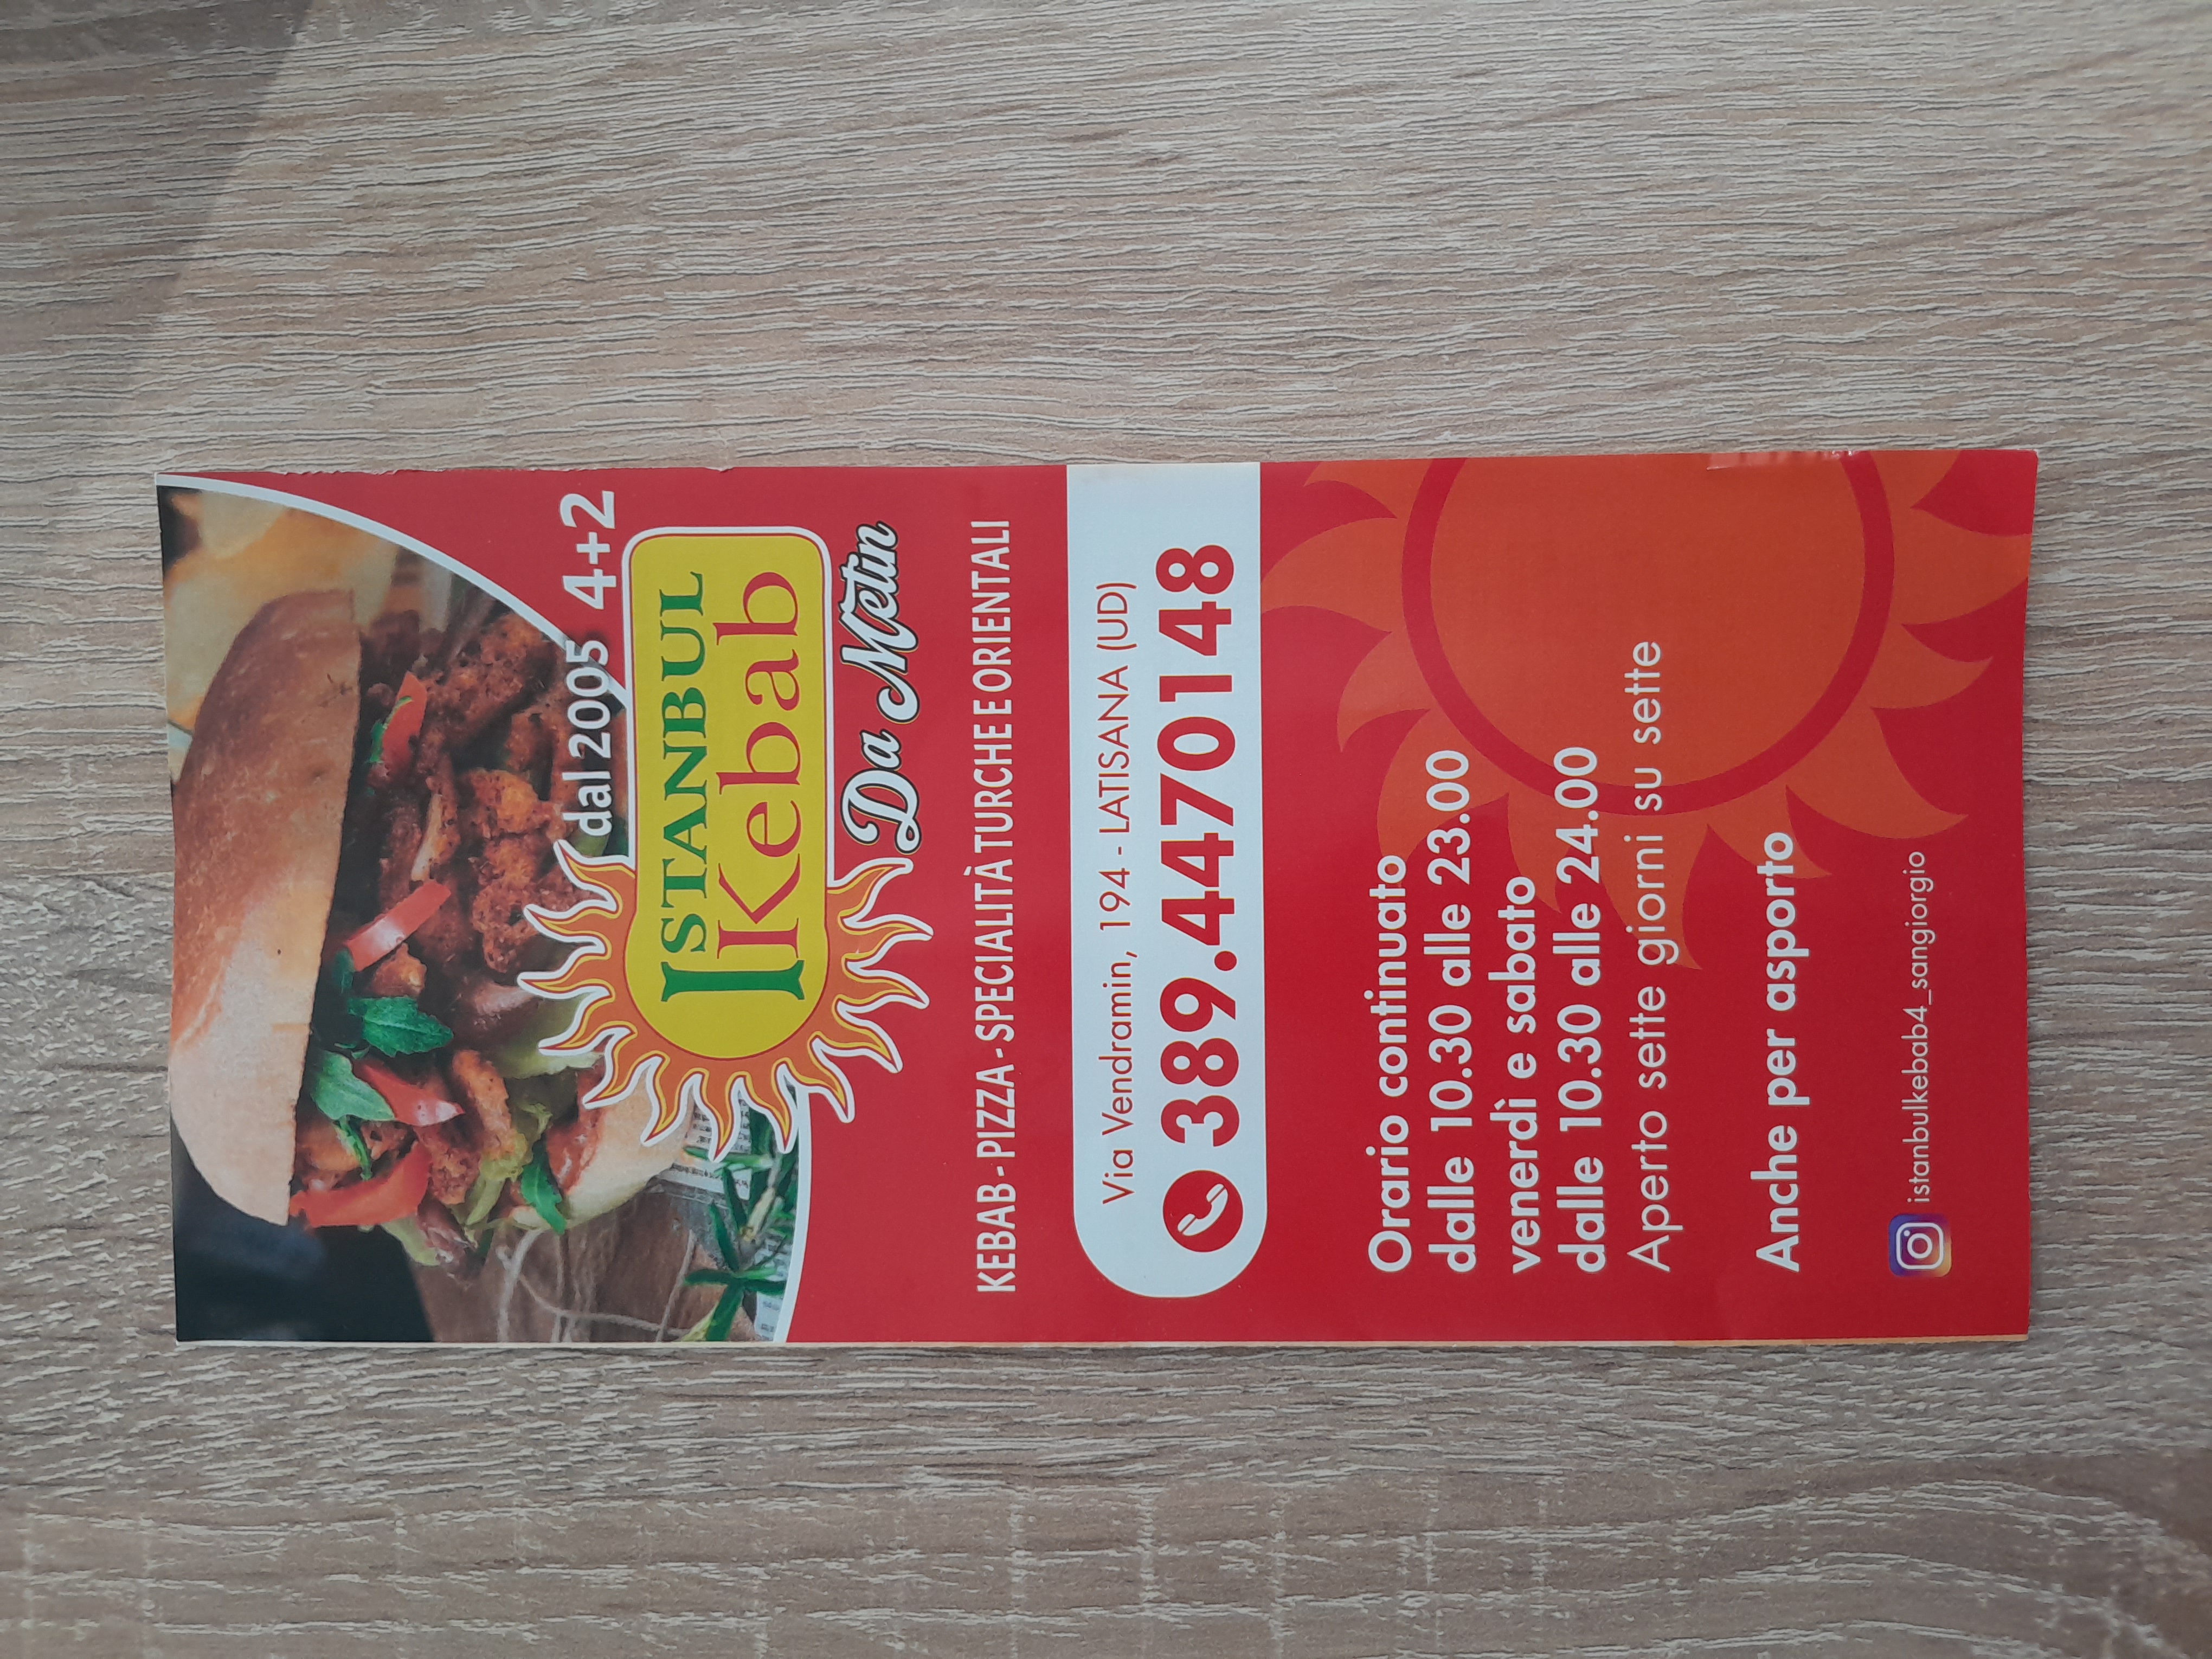 dal 2005 4+2
ISTANBUL
Kebab
Da Metin
KEBAB - PIZZA - SPECIALITÀ TURCHE E ORIENTALI
Via Vendramin, 194 - LATISANA (UD)
389.4470148
Orario continuato
dalle 10.30 alle 23.00
venerdì e sabato
dalle 10.30 alle 24.00
Aperto sette giorni su sette
Anche per asporto
istanbulkebab4_sangiorgio